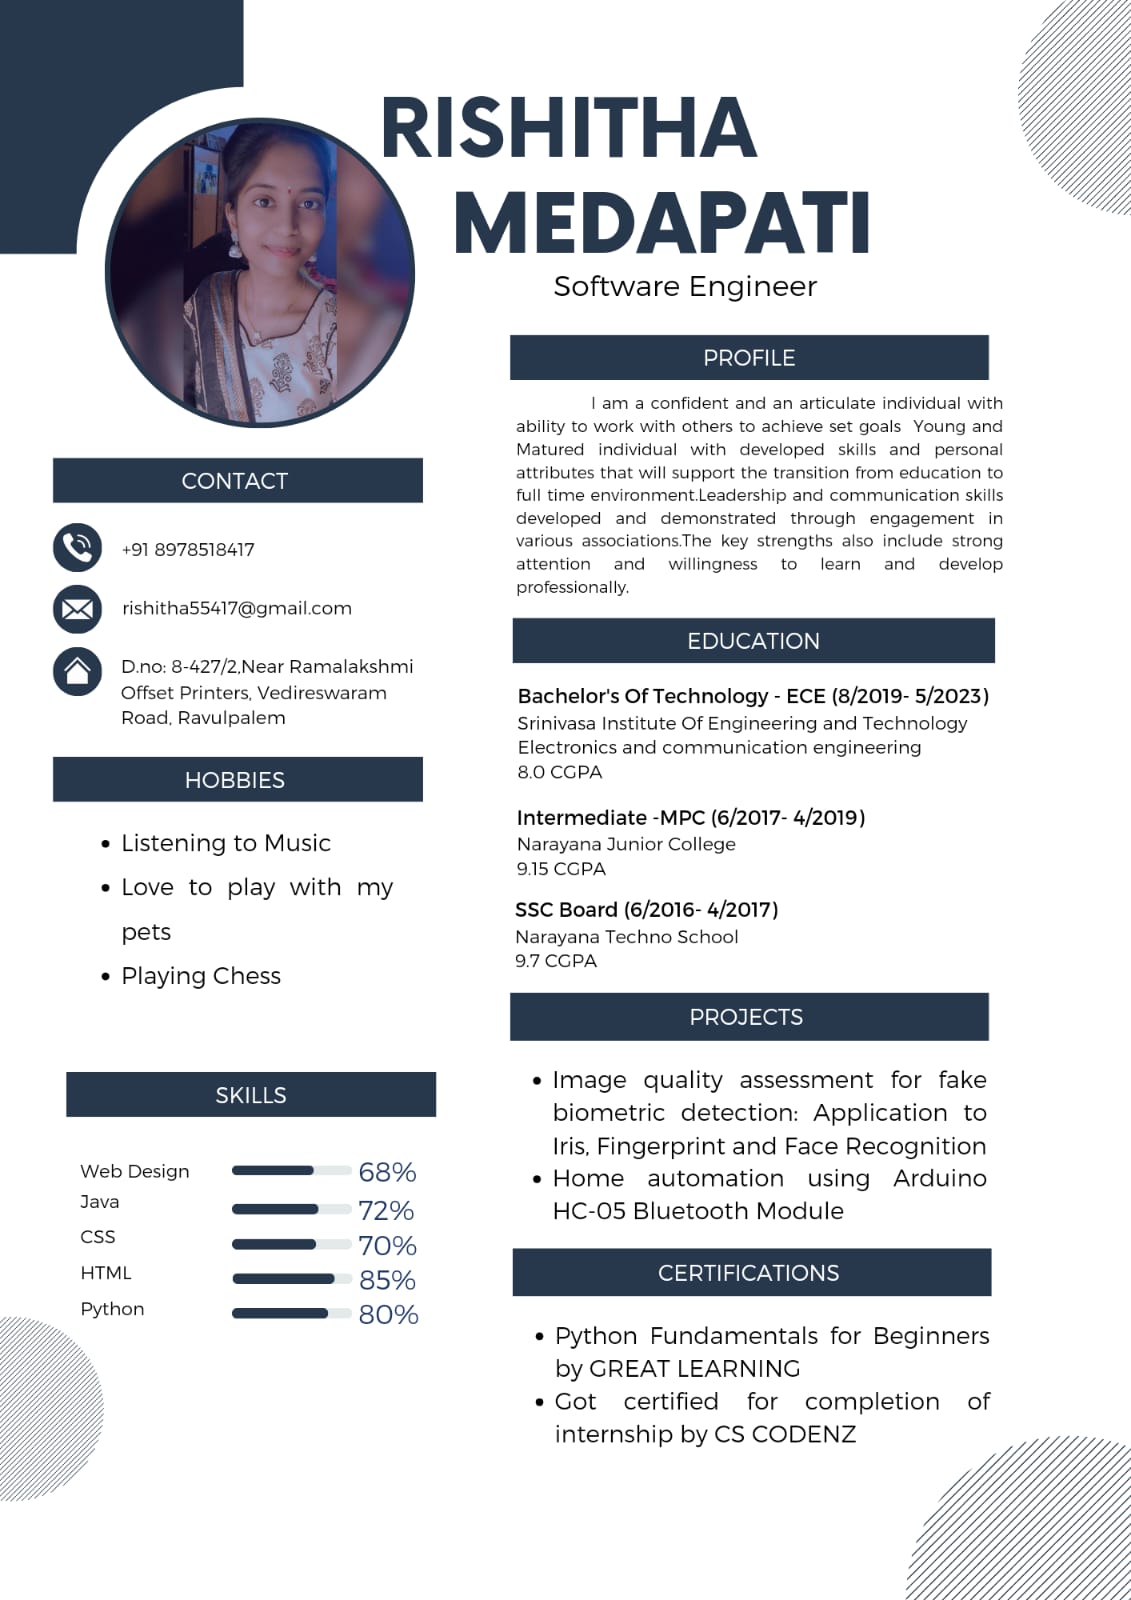 RISHITHA
MEDAPATI
Software Engineer
CONTACT
+91 8978518417
rishitha55417@gmail.com
D.no: 8-427/2,Near Ramalakshmi
Offset Printers, Vedireswaram
Road, Ravulpalem
HOBBIES
• Listening to Music
• Love to play with my
pets
• Playing Chess
SKILLS
Web Design 68%
Java 72%
CSS 70%
HTML 85%
Python 80%
PROFILE
I am a confident and an articulate individual with
ability to work with others to achieve set goals Young and
Matured individual with developed skills and personal
attributes that will support the transition from education to
full time environment.Leadership and communication skills
developed and demonstrated through engagement in
various associations.The key strengths also include strong
attention and willingness to learn and develop
professionally.
EDUCATION
Bachelor's Of Technology - ECE (8/2019- 5/2023)
Srinivasa Institute Of Engineering and Technology
Electronics and communication engineering
8.0 CGPA
Intermediate -MPC (6/2017- 4/2019)
Narayana Junior College
9.15 CGPA
SSC Board (6/2016- 4/2017)
Narayana Techno School
9.7 CGPA
PROJECTS
• Image quality assessment for fake
biometric detection: Application to
Iris, Fingerprint and Face Recognition
• Home automation using Arduino
HC-05 Bluetooth Module
CERTIFICATIONS
• Python Fundamentals for Beginners
by GREAT LEARNING
• Got certified for completion of
internship by CS CODENZ